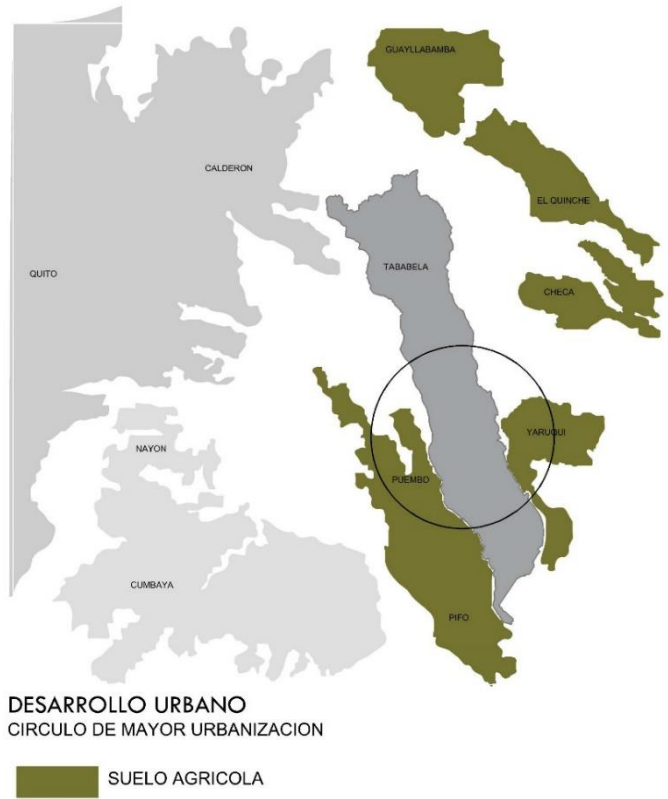 GUAYLLABAMBA
CALDERON
EL QUINCHE
QUITO
TABABELA
CHECA
YARUQUI
NAYON
PUEMBO
CUMBAYA
PIFO
DESARROLLO URBANO
CIRCULO DE MAYOR URBANIZACION
SUELO AGRICOLA